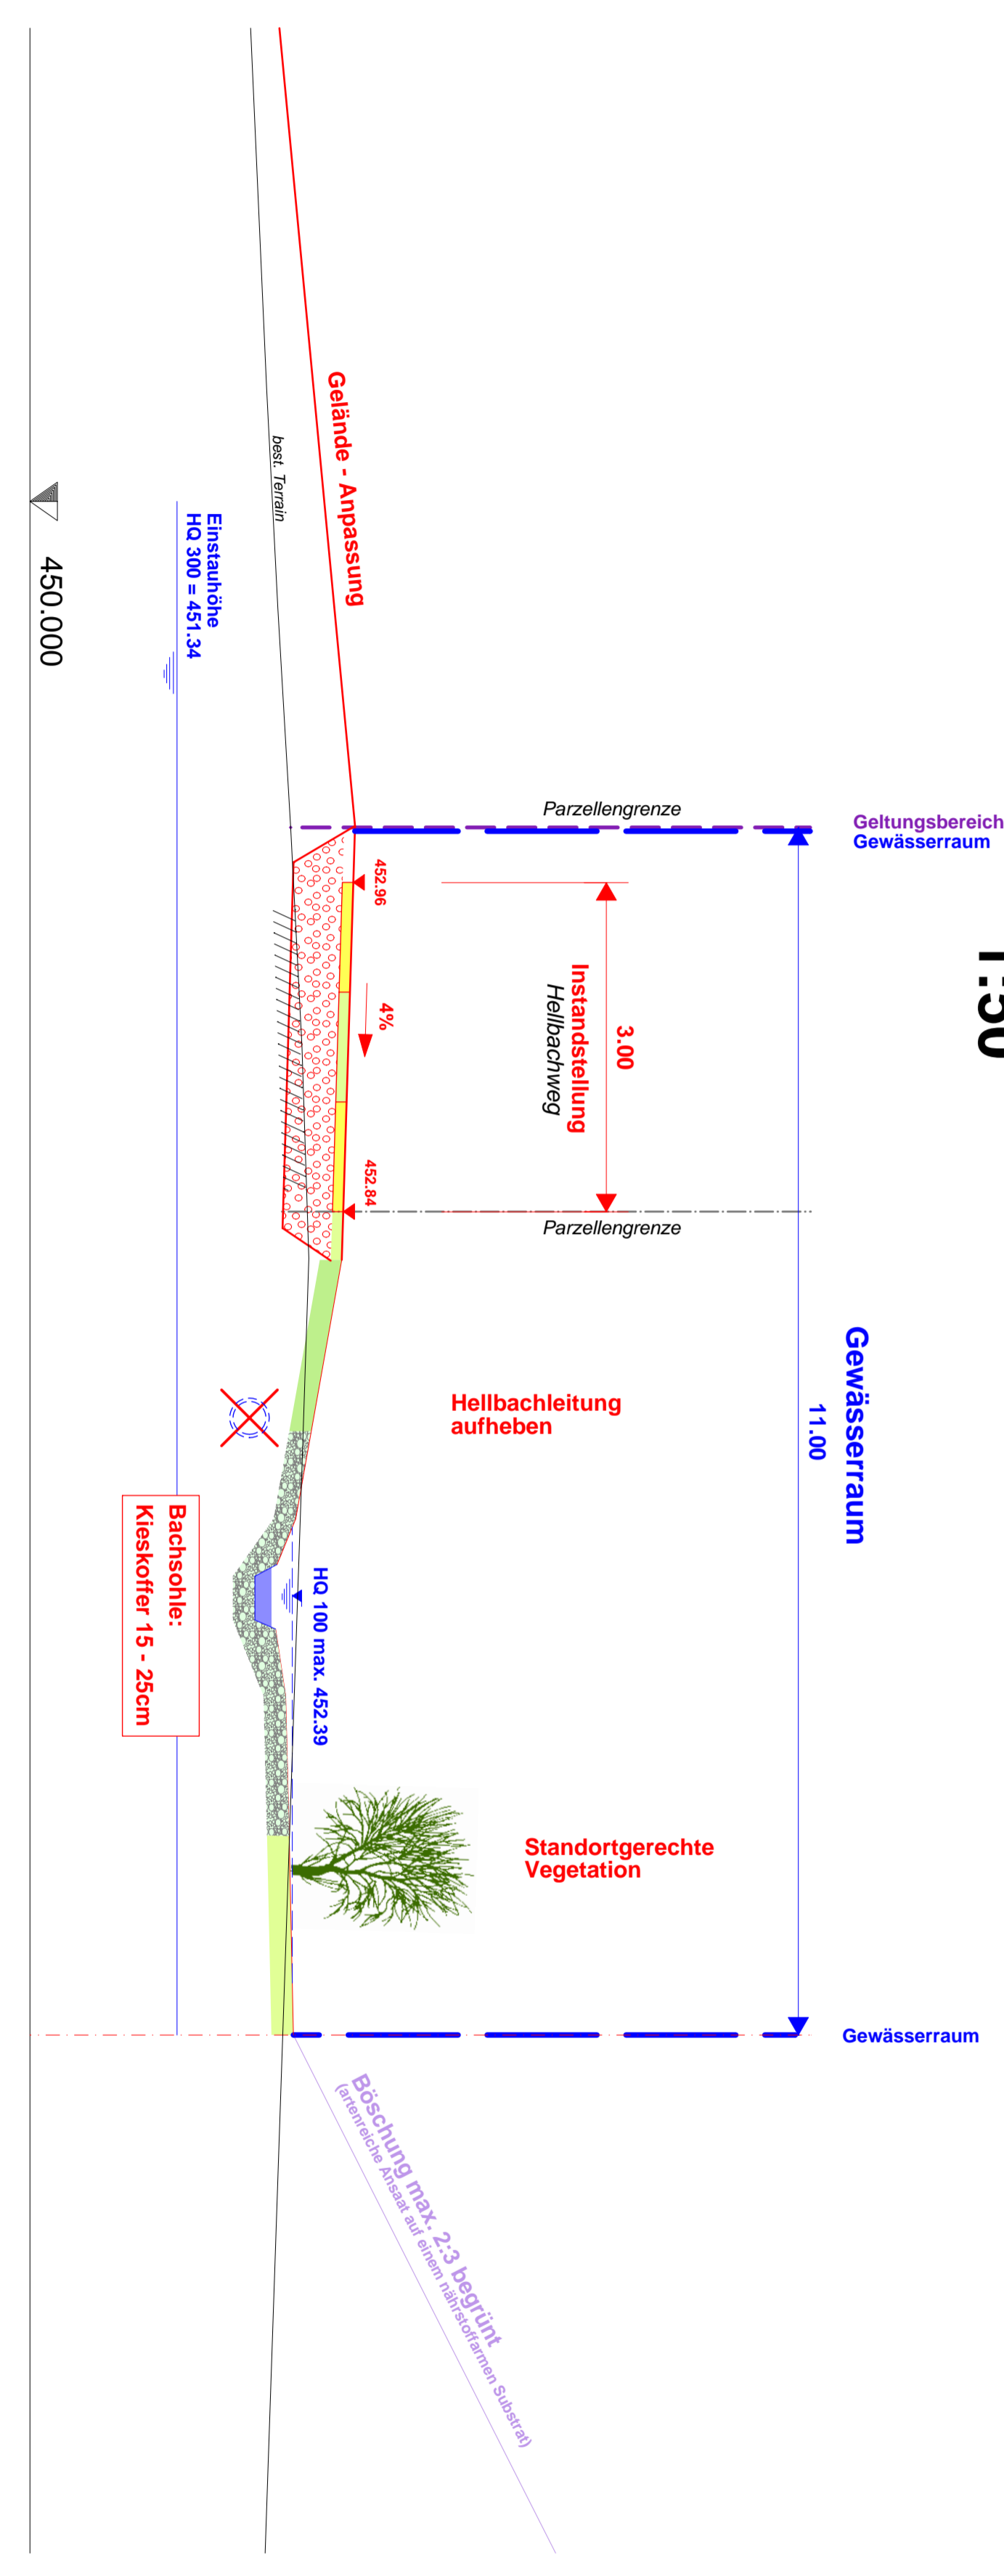 1:50
Geltungsbereich
Gewässerraum
Parzellengrenze
Gewässerraum
11.00
3.00
Instandstellung
Hellbachweg
Parzellengrenze
Gelände - Anpassung
best. Terrain
Einstauhöhe
HQ 300 = 451.34
450.000
452.96
4%
452.84
Hellbachleitung
aufheben
HQ 100 max. 452.39
Bachsohle:
Kieskoffer 15 - 25cm
Standortgerechte
Vegetation
Gewässerraum
Böschung max. 2:3 begrünt
(artenreiche Ansaat auf einem nährstoffarmen Substrat)